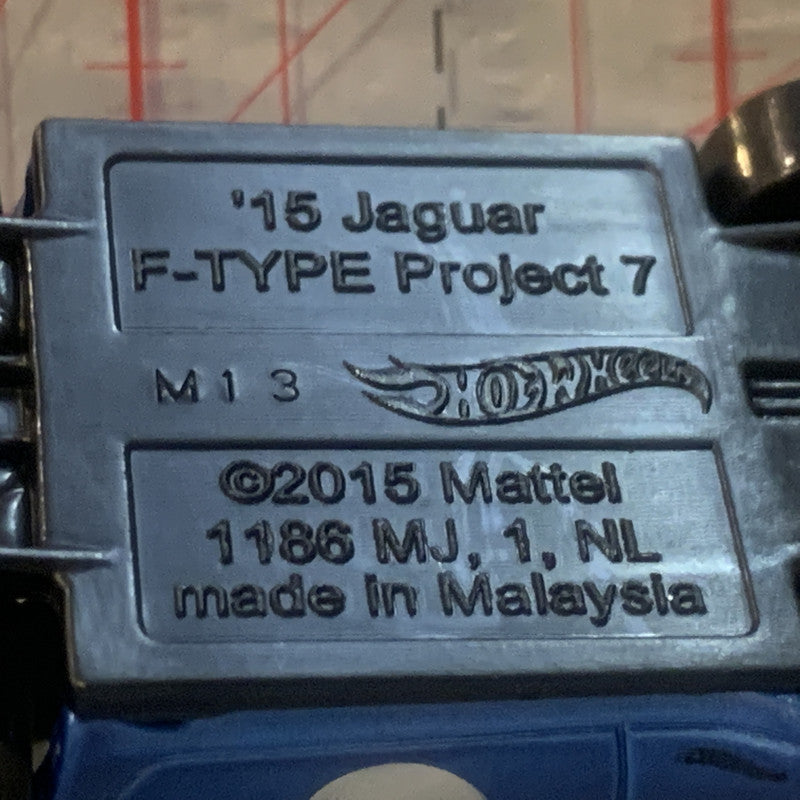 '15 Jaguar
F-TYPE Project 7
M13 HOT WHEELS
©2015 Mattel
1186 MJ, 1, NL
made in Malaysia